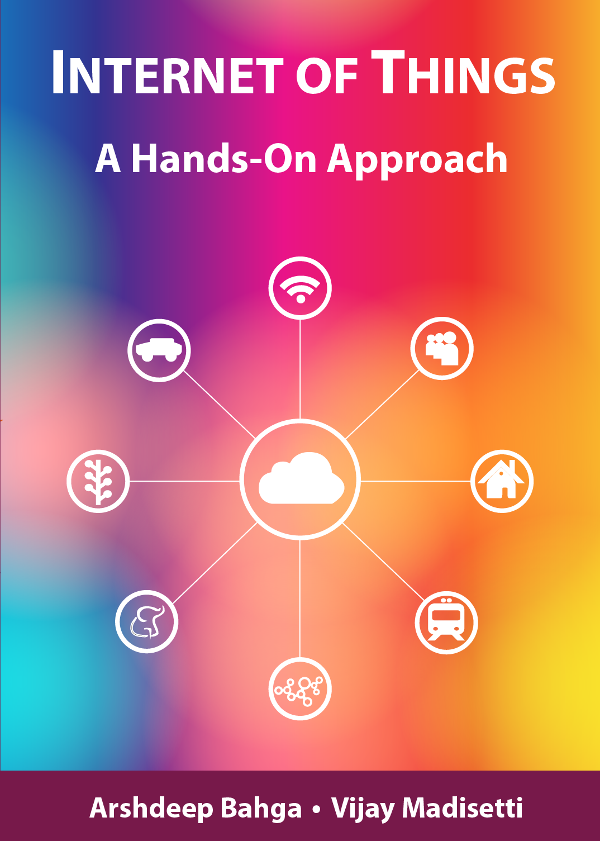 INTERNET OF THINGS
A Hands-On Approach
Arshdeep Bahga • Vijay Madisetti